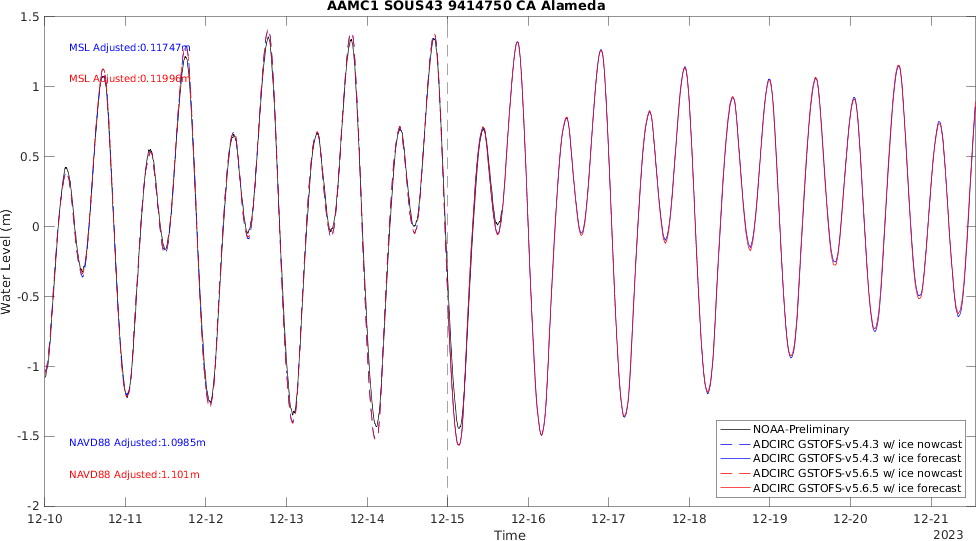 AAMC1 SOUS43 9414750 CA Alameda
1.5
1
0.5
0
-0.5
-1
-1.5
-2
Water Level (m)
MSL Adjusted:0.11747m
MSL Adjusted:0.11996m
NAVD88 Adjusted:1.0985m
NAVD88 Adjusted:1.101m
NOAA-Preliminary
ADCIRC GSTOFS-v5.4.3 w/ ice nowcast
ADCIRC GSTOFS-v5.4.3 w/ ice forecast
ADCIRC GSTOFS-v5.6.5 w/ ice nowcast
ADCIRC GSTOFS-v5.6.5 w/ ice forecast
12-10 12-11 12-12 12-13 12-14 12-15 12-16 12-17 12-18 12-19 12-20 12-21
2023
Time